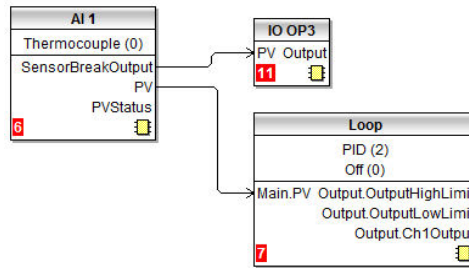 AI 1
Thermocouple (0)
SensorBreakOutput
PV
PVStatus
6
IO OP3
PV Output
11
Loop
PID (2)
Off (0)
Main.PV Output.OutputHighLimi
Output.OutputLowLimi
Output.Ch1Outpu
7